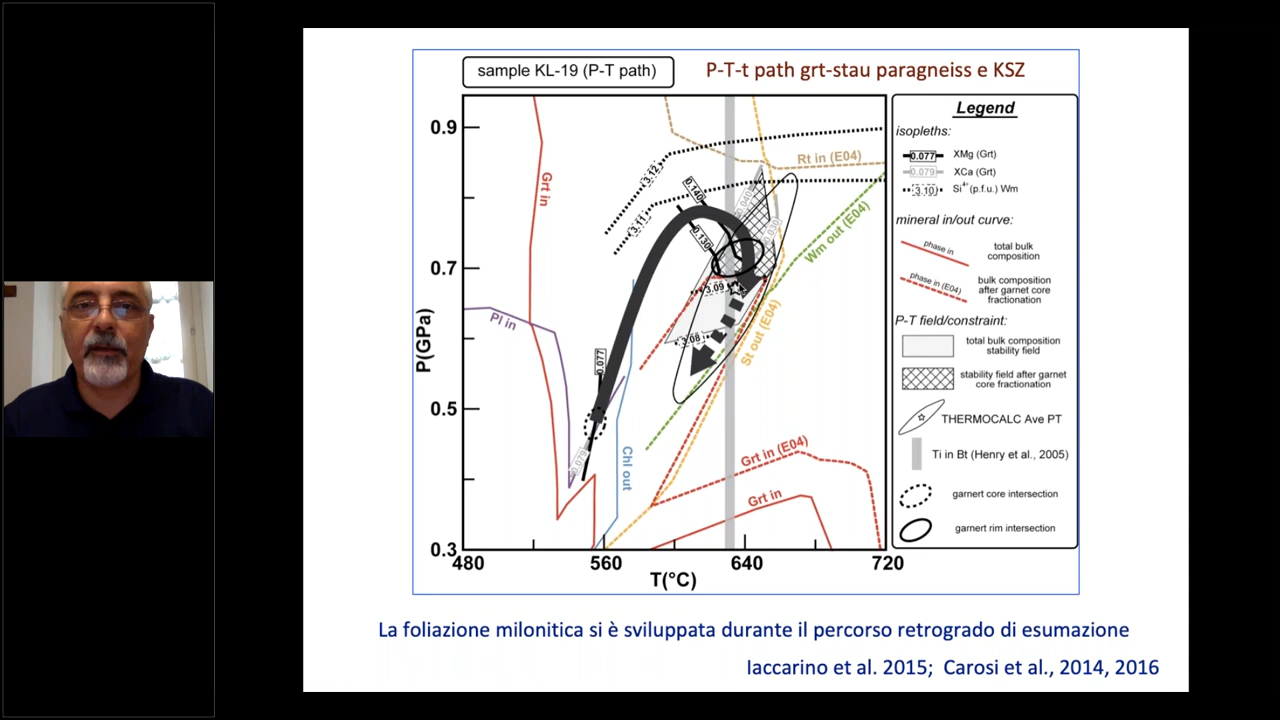 sample KL-19 (P-T path)
P-T-t path grt-stau paragneiss e KSZ
0.9
0.7
0.5
0.3
P(GPa)
480
560
640
720
T(°C)
Grt in
Pl in
Chl out
3.12
3.11
0.140
0.130
0.040
0.030
3.09
3.08
0.077
0.079
Rt in (E04)
Wm out (E04)
St out (E04)
Grt in (E04)
Grt in
Legend
isopleths:
0.077 XMg (Grt)
0.079 XCa (Grt)
3.10 Si⁴⁺(p.f.u.) Wm
mineral in/out curve:
phase in
total bulk
composition
phase in (E04)
bulk composition
after garnet core
fractionation
P-T field/constraint:
total bulk composition
stability field
stability field after garnet
core fractionation
THERMOCALC Ave PT
Ti in Bt (Henry et al., 2005)
garnert core intersection
garnert rim intersection
La foliazione milonitica si è sviluppata durante il percorso retrogrado di esumazione
Iaccarino et al. 2015; Carosi et al., 2014, 2016